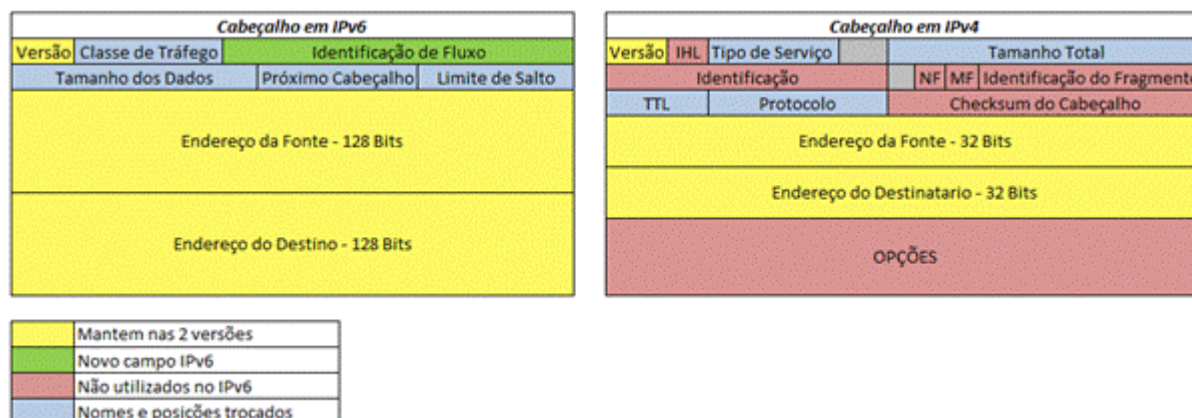 Cabeçalho em IPv6
Versão Classe de Tráfego Identificação de Fluxo
Tamanho dos Dados Próximo Cabeçalho Limite de Salto
Endereço da Fonte - 128 Bits
Endereço do Destino - 128 Bits
Cabeçalho em IPv4
Versão IHL Tipo de Serviço Tamanho Total
Identificação NF MF Identificação do Fragmento
TTL Protocolo Checksum do Cabeçalho
Endereço da Fonte - 32 Bits
Endereço do Destinatario - 32 Bits
OPÇÕES
Mantem nas 2 versões
Novo campo IPv6
Não utilizados no IPv6
Nomes e posições trocados